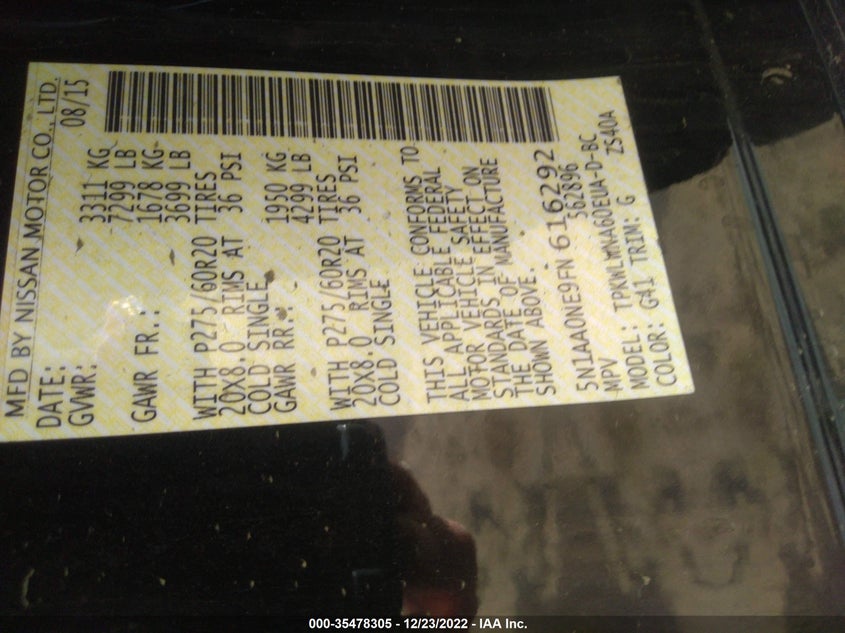 MFD BY NISSAN MOTOR CO., LTD.
DATE: 08/15
GVWR: 3311 KG
7299 LB
GAWR FR.: 1678 KG
3699 LB
WITH P275/60R20 TIRES
20X8.0 RIMS AT 36 PSI
COLD SINGLE
GAWR RR.: 1950 KG
4299 LB
WITH P275/60R20 TIRES
20X8.0 RIMS AT 36 PSI
COLD SINGLE
THIS VEHICLE CONFORMS TO
ALL APPLICABLE FEDERAL
MOTOR VEHICLE SAFETY
STANDARDS IN EFFECT ON
THE DATE OF MANUFACTURE
SHOWN ABOVE.
5N1AA0NE9FN 616292
MPV 562896
MODEL: ZS40A
COLOR: G41 TRIM: G
000-35478305 - 12/23/2022 - IAA Inc.